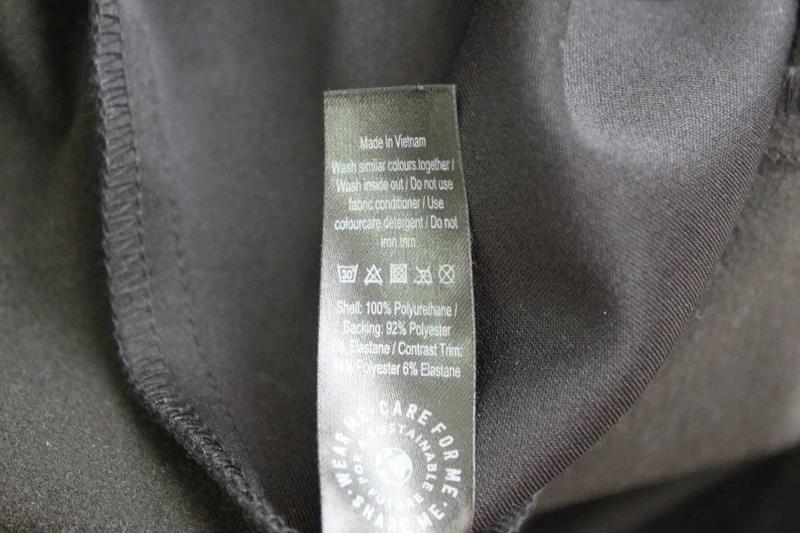 Made In Vietnam
Wash similar colours together /
Wash inside out / Do not use
fabric conditioner / Use
colourcare detergent / Do not
iron trim
30
Shell: 100% Polyurethane /
Backing: 92% Polyester
Elastane / Contrast Trim:
94% Polyester 6% Elastane
WEAR ME • CARE FOR ME • SHARE ME •
FOR A SUSTAINABLE FUTURE